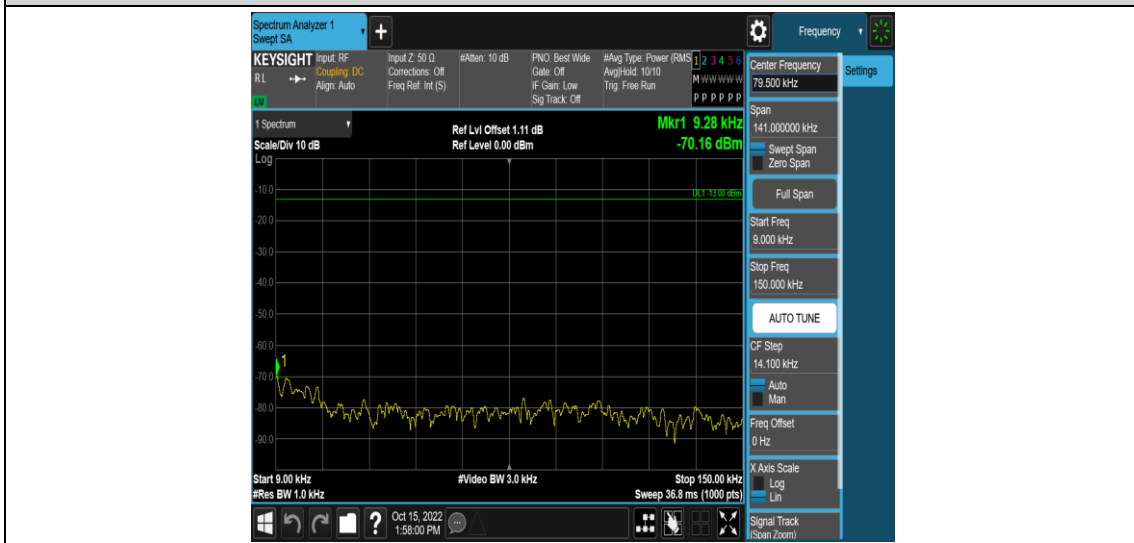 Spectrum Analyzer 1
Swept SA
+
Frequency
KEYSIGHT
RL
LXI
Input: RF
Coupling: DC
Align: Auto
Input Z: 50 Ω
Corrections: Off
Freq Ref: Int (S)
#Atten: 10 dB
PNO: Best Wide
Gate: Off
IF Gain: Low
Sig Track: Off
#Avg Type: Power (RMS
Avg|Hold: 10/10
Trig: Free Run
1 2 3 4 5 6
M W W W W W
P P P P P P
1 Spectrum
Scale/Div 10 dB
Log
Ref Lvl Offset 1.11 dB
Ref Level 0.00 dBm
Mkr1 9.28 kHz
-70.16 dBm
DL1 -13.00 dBm
-10.0
-20.0
-30.0
-40.0
-50.0
-60.0
1
-70.0
-80.0
-90.0
Start 9.00 kHz
#Res BW 1.0 kHz
#Video BW 3.0 kHz
Stop 150.00 kHz
Sweep 36.8 ms (1000 pts)
Center Frequency
79.500 kHz
Settings
Span
141.000000 kHz
Swept Span
Zero Span
Full Span
Start Freq
9.000 kHz
Stop Freq
150.000 kHz
AUTO TUNE
CF Step
14.100 kHz
Auto
Man
Freq Offset
0 Hz
X Axis Scale
Log
Lin
Signal Track
(Span Zoom)
?
Oct 15, 2022
1:58:00 PM